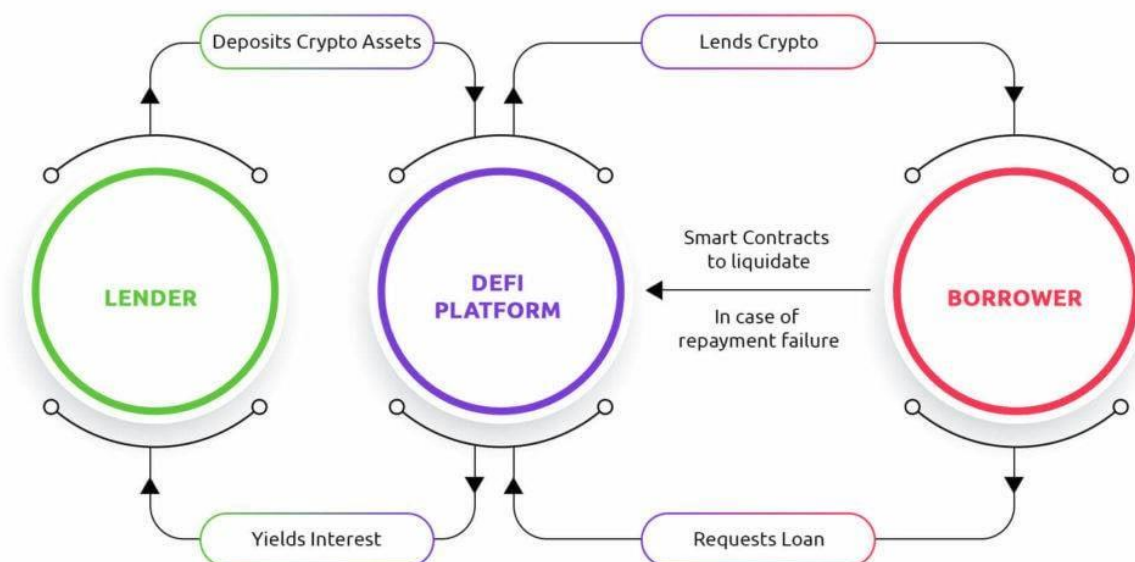 Deposits Crypto Assets
Lends Crypto
LENDER
DEFI
PLATFORM
Smart Contracts
to liquidate
In case of
repayment failure
BORROWER
Yields Interest
Requests Loan